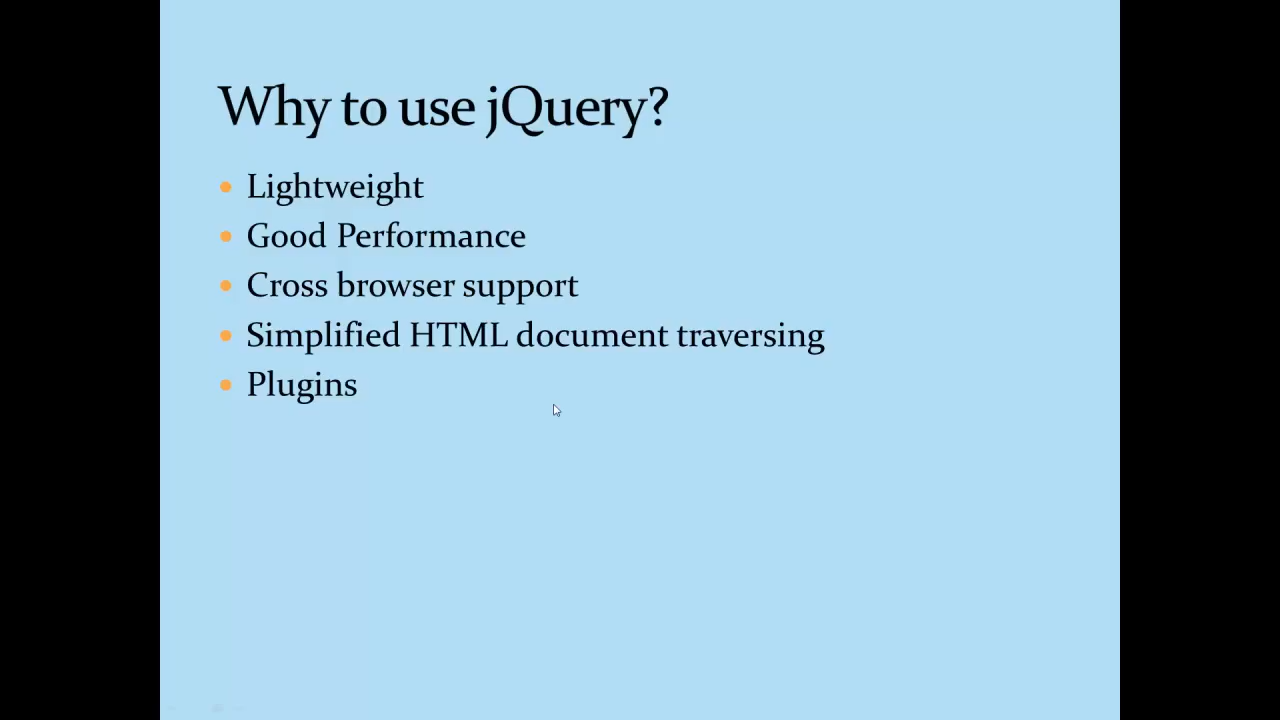 Why to use jQuery?
Lightweight
Good Performance
Cross browser support
Simplified HTML document traversing
Plugins